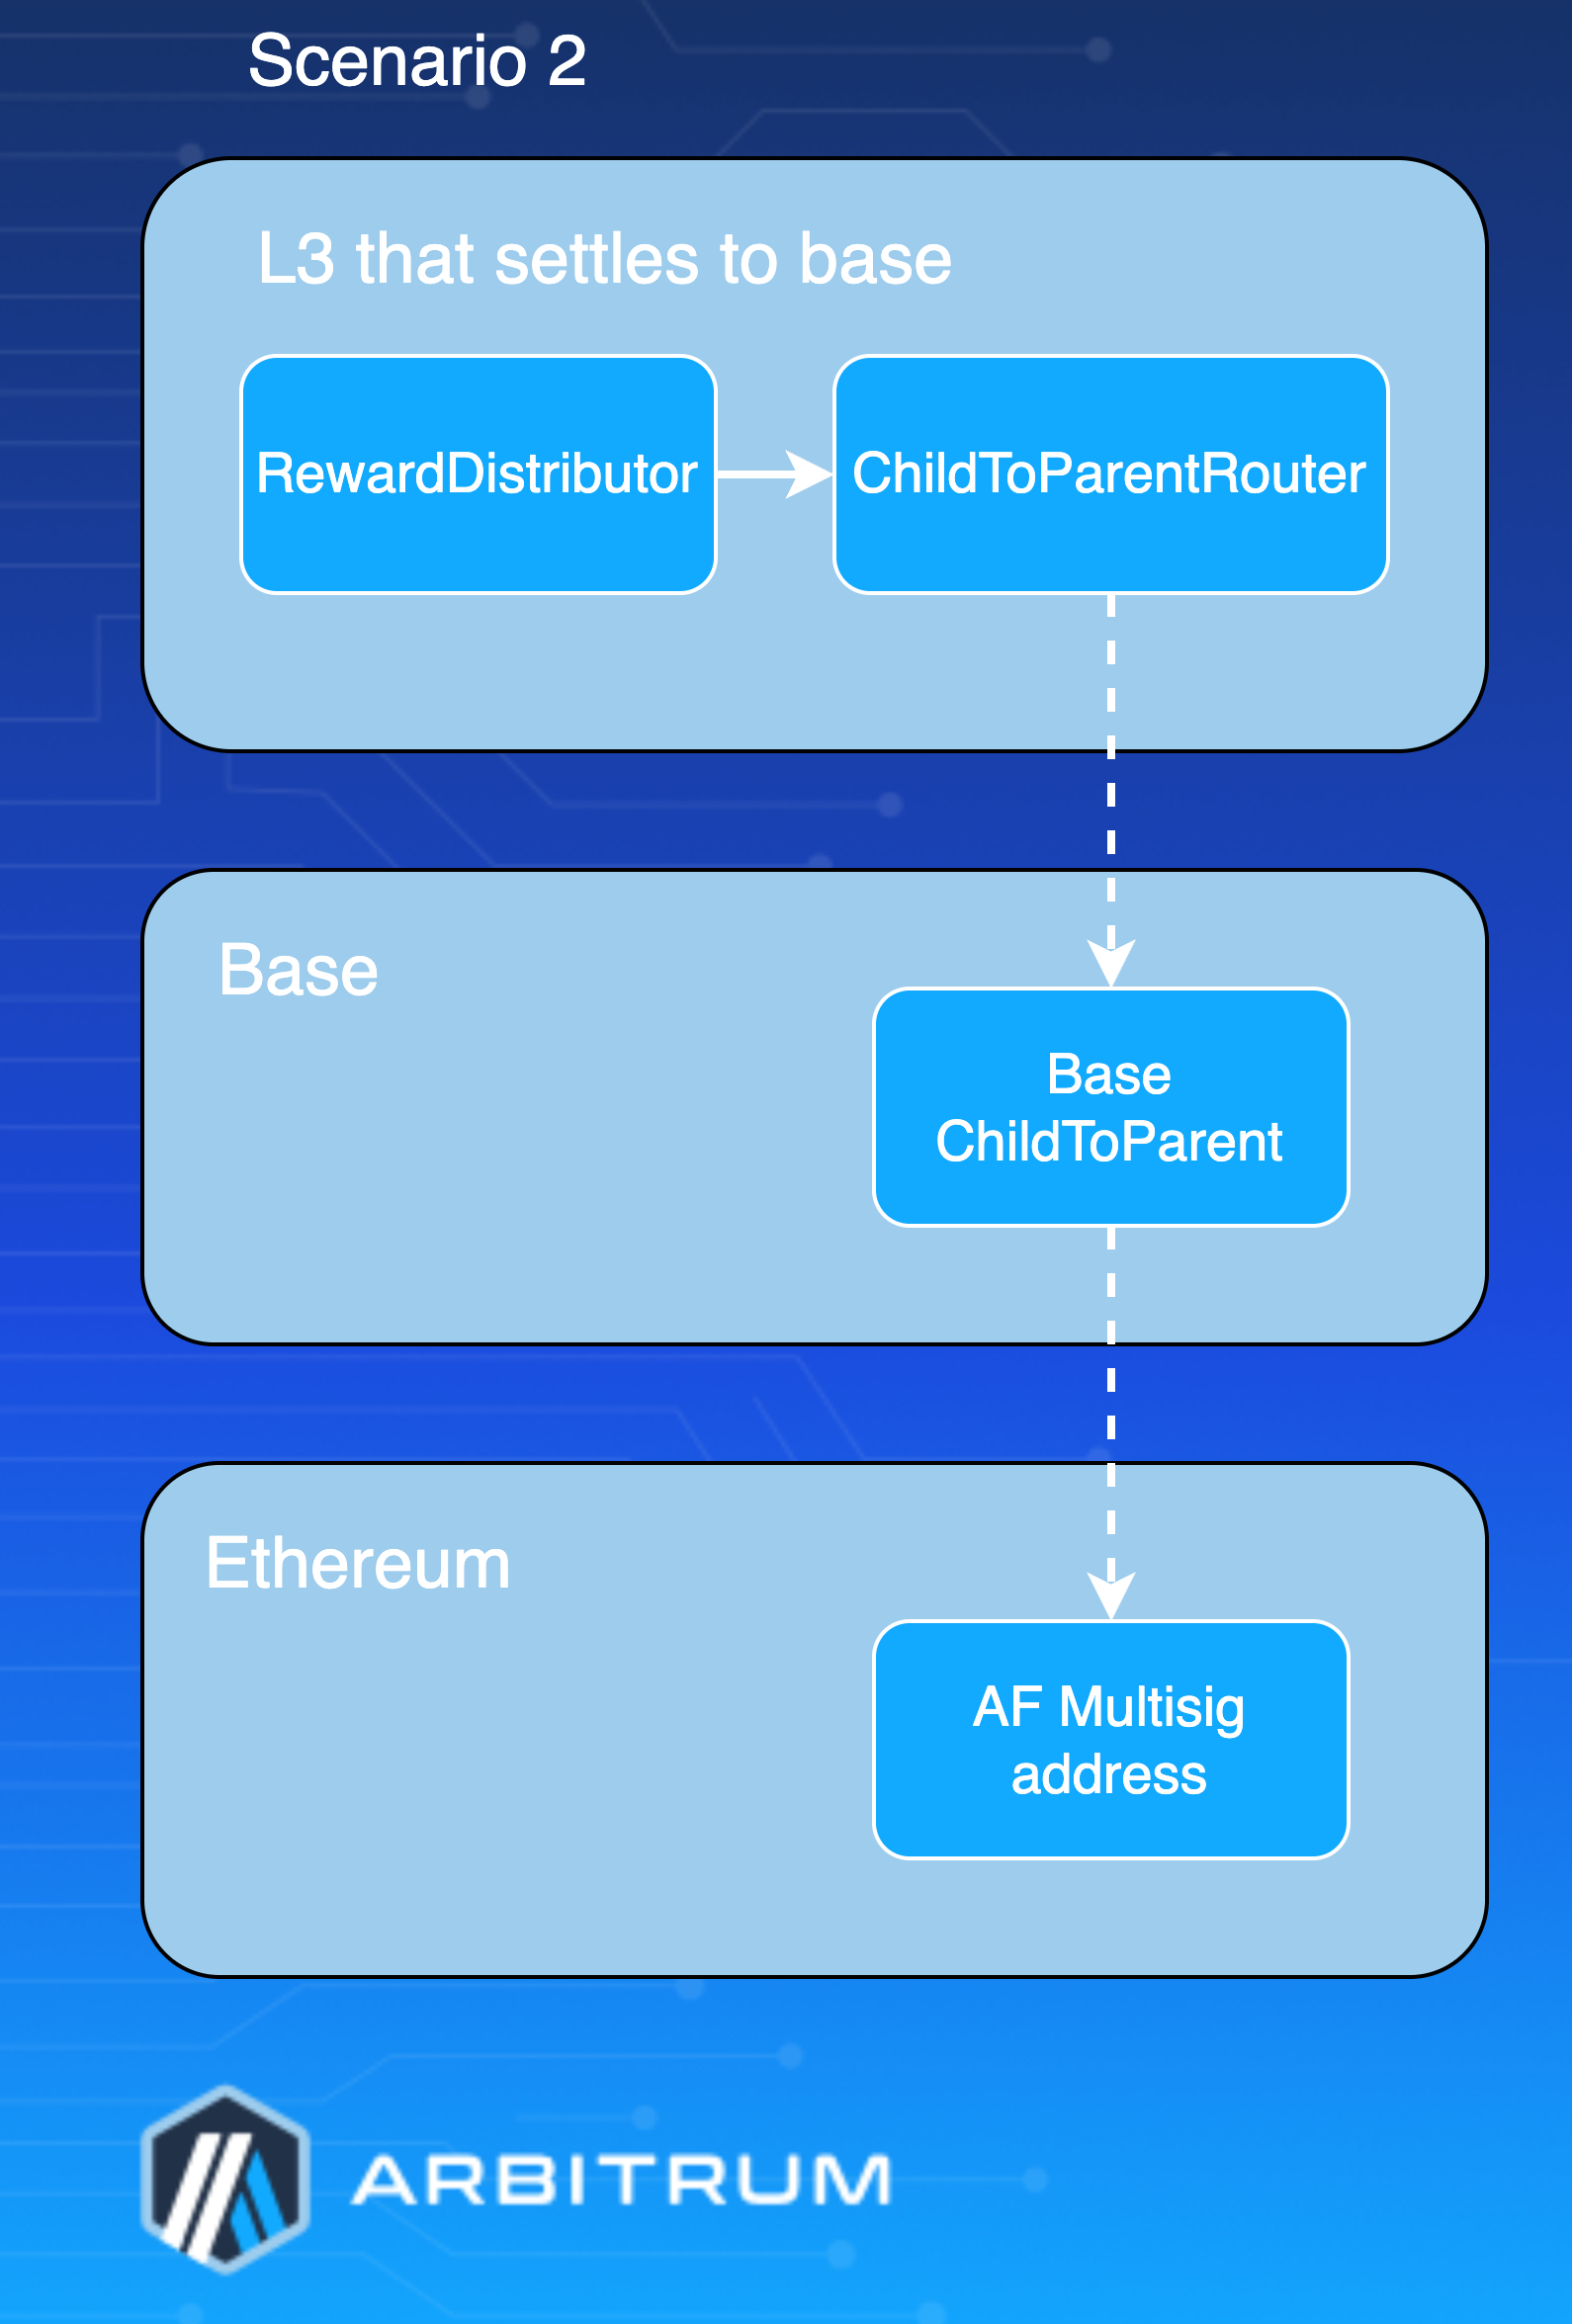 Scenario 2
L3 that settles to base
RewardDistributor
ChildToParentRouter
Base
Base
ChildToParent
Ethereum
AF Multisig
address
ARBITRUM